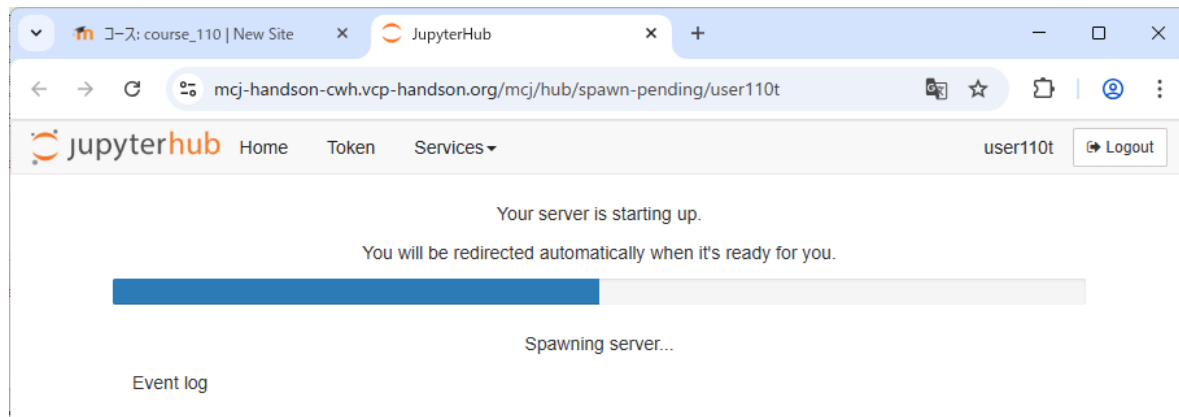 コース: course_110 | New Site
JupyterHub
mcj-handson-cwh.vcp-handson.org/mcj/hub/spawn-pending/user110t
jupyterhub Home Token Services user110t Logout
Your server is starting up.
You will be redirected automatically when it's ready for you.
Spawning server...
Event log